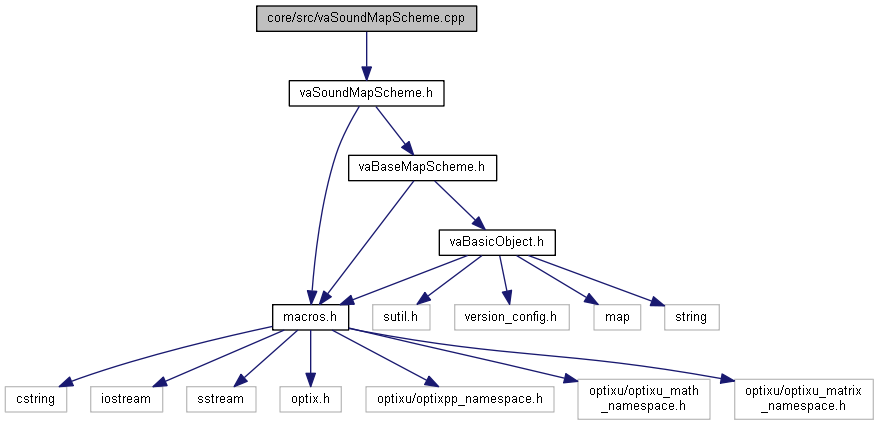 core/src/vaSoundMapScheme.cpp
vaSoundMapScheme.h
vaBaseMapScheme.h
vaBasicObject.h
macros.h
sutil.h
version_config.h
map
string
cstring
iostream
sstream
optix.h
optixu/optixpp_namespace.h
optixu/optixu_math
_namespace.h
optixu/optixu_matrix
_namespace.h